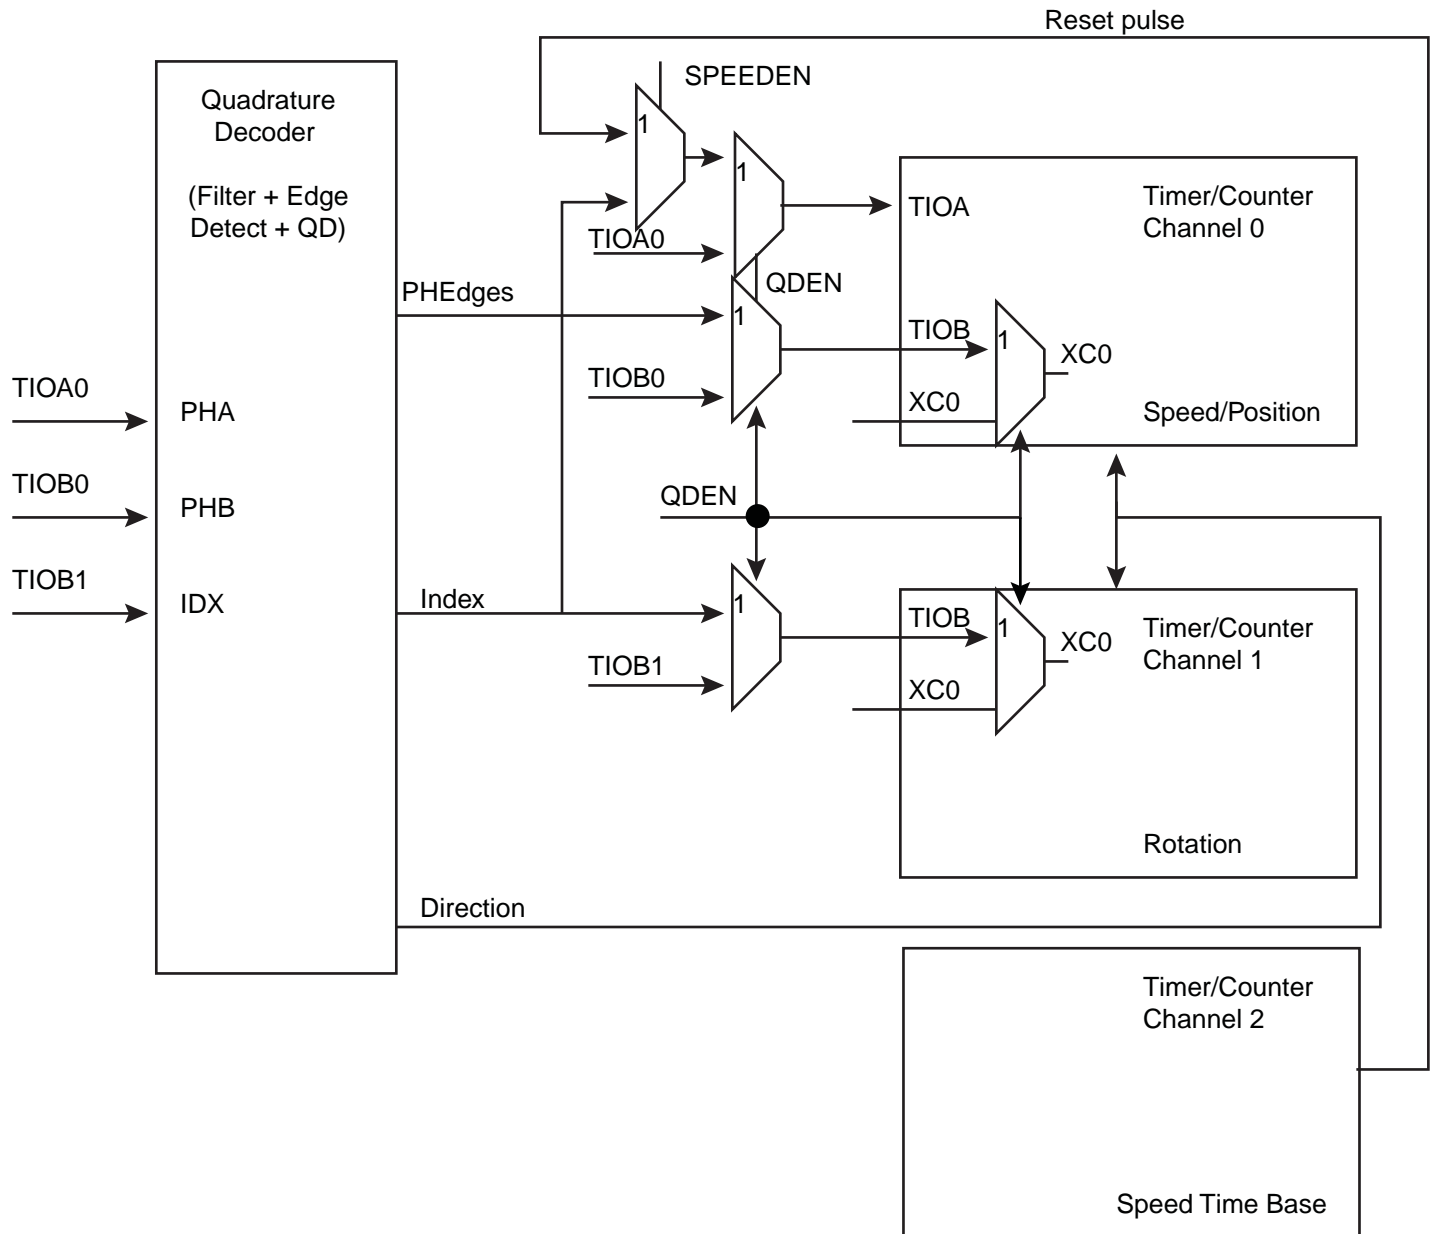 Reset pulse
SPEEDEN
Quadrature
Decoder
(Filter + Edge
Detect + QD)
1
1
TIOA
Timer/Counter
Channel 0
TIOA0
QDEN
PHEdges
1
TIOB
1
XC0
TIOA0
TIOB0
XC0
PHA
Speed/Position
TIOB0
PHB
QDEN
TIOB1
IDX
Index
1
TIOB
1
XC0
Timer/Counter
Channel 1
TIOB1
XC0
Rotation
Direction
Timer/Counter
Channel 2
Speed Time Base